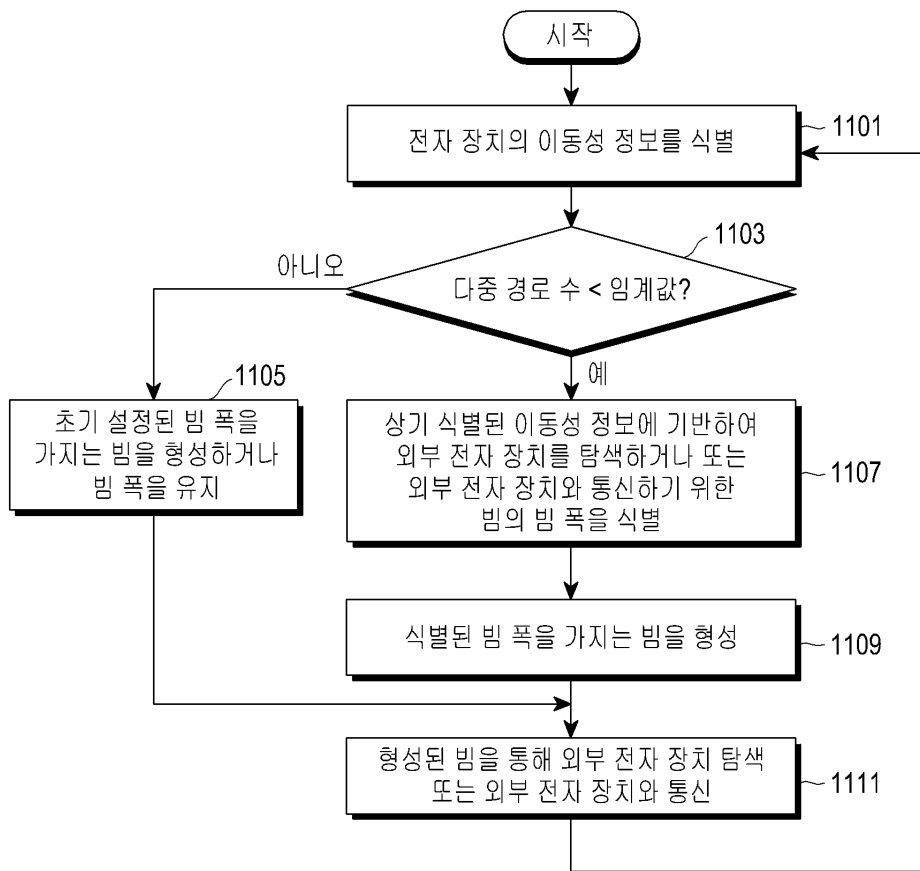 시작
전자 장치의 이동성 정보를 식별
1101
1103
다중 경로 수 < 임계값?
아니오
예
1105
초기 설정된 빔 폭을
가지는 빔을 형성하거나
빔 폭을 유지
상기 식별된 이동성 정보에 기반하여
외부 전자 장치를 탐색하거나 또는
외부 전자 장치와 통신하기 위한
빔의 빔 폭을 식별
1107
식별된 빔 폭을 가지는 빔을 형성
1109
형성된 빔을 통해 외부 전자 장치 탐색
또는 외부 전자 장치와 통신
1111